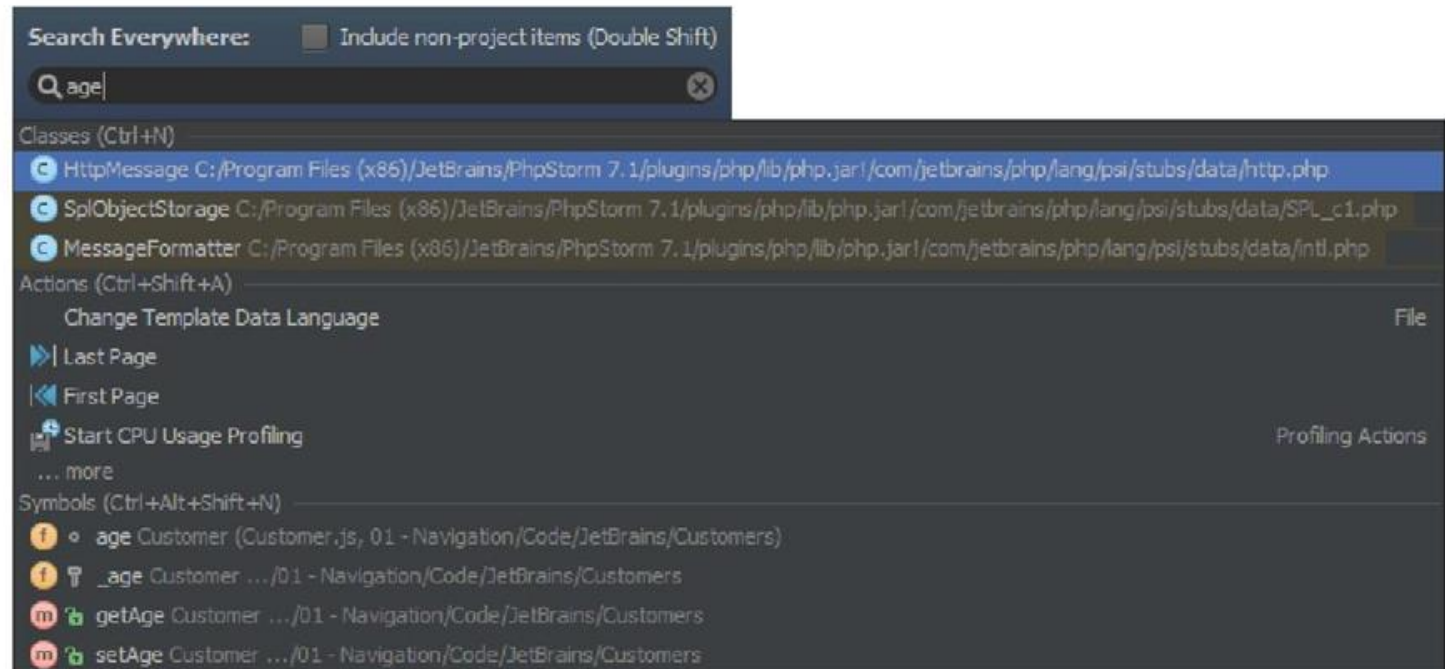 Search Everywhere: Include non-project items (Double Shift)
age
Classes (Ctrl+N)
C HttpMessage C:/Program Files (x86)/JetBrains/PhpStorm 7.1/plugins/php/lib/php.jar!/com/jetbrains/php/lang/psi/stubs/data/http.php
C SplObjectStorage C:/Program Files (x86)/JetBrains/PhpStorm 7.1/plugins/php/lib/php.jar!/com/jetbrains/php/lang/psi/stubs/data/SPL_c1.php
C MessageFormatter C:/Program Files (x86)/JetBrains/PhpStorm 7.1/plugins/php/lib/php.jar!/com/jetbrains/php/lang/psi/stubs/data/intl.php
Actions (Ctrl+Shift+A)
Change Template Data Language File
Last Page
First Page
Start CPU Usage Profiling Profiling Actions
... more
Symbols (Ctrl+Alt+Shift+N)
f age Customer (Customer.js, 01 - Navigation/Code/JetBrains/Customers)
f _age Customer .../01 - Navigation/Code/JetBrains/Customers
m getAge Customer .../01 - Navigation/Code/JetBrains/Customers
m setAge Customer .../01 - Navigation/Code/JetBrains/Customers